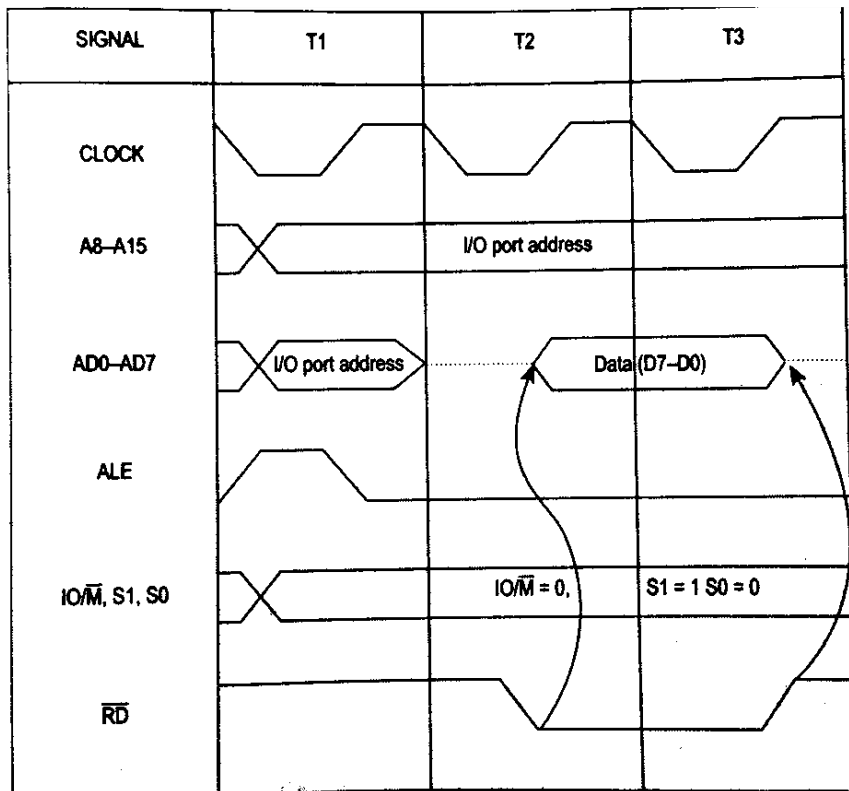 SIGNAL T1 T2 T3
CLOCK
A8–A15 I/O port address
AD0–AD7 I/O port address Data (D7–D0)
ALE
IO/M̅, S1, S0 IO/M̅ = 0, S1 = 1 S0 = 0
R̅D̅